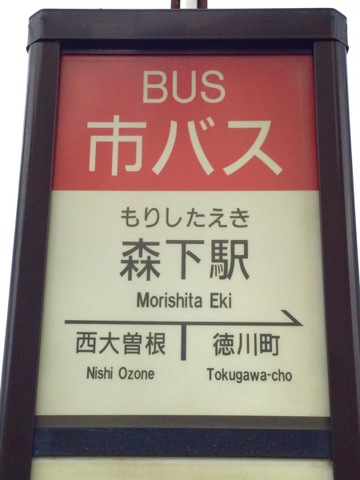 BUS
市バス
もりしたえき
森下駅
Morishita Eki
西大曽根 徳川町
Nishi Ozone Tokugawa-cho